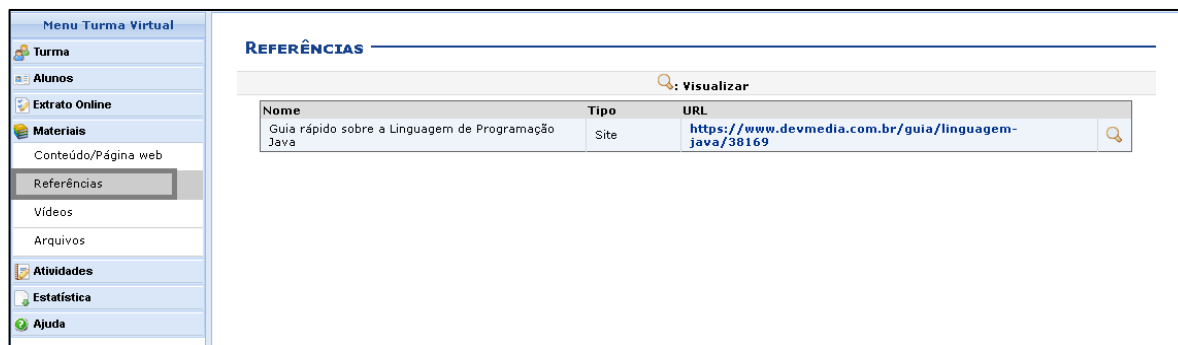 Menu Turma Virtual
Turma
Alunos
Extrato Online
Materiais
Conteúdo/Página web
Referências
Vídeos
Arquivos
Atividades
Estatística
Ajuda
REFERÊNCIAS
: Visualizar
Nome Tipo URL
Guia rápido sobre a Linguagem de Programação
Java
Site
https://www.devmedia.com.br/guia/linguagem-
java/38169